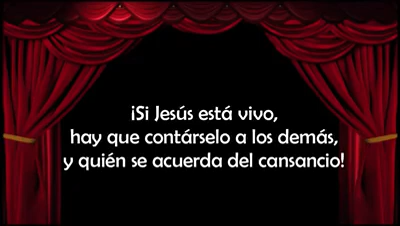 ¡Si Jesús está vivo,
hay que contárselo a los demás,
y quién se acuerda del cansancio!